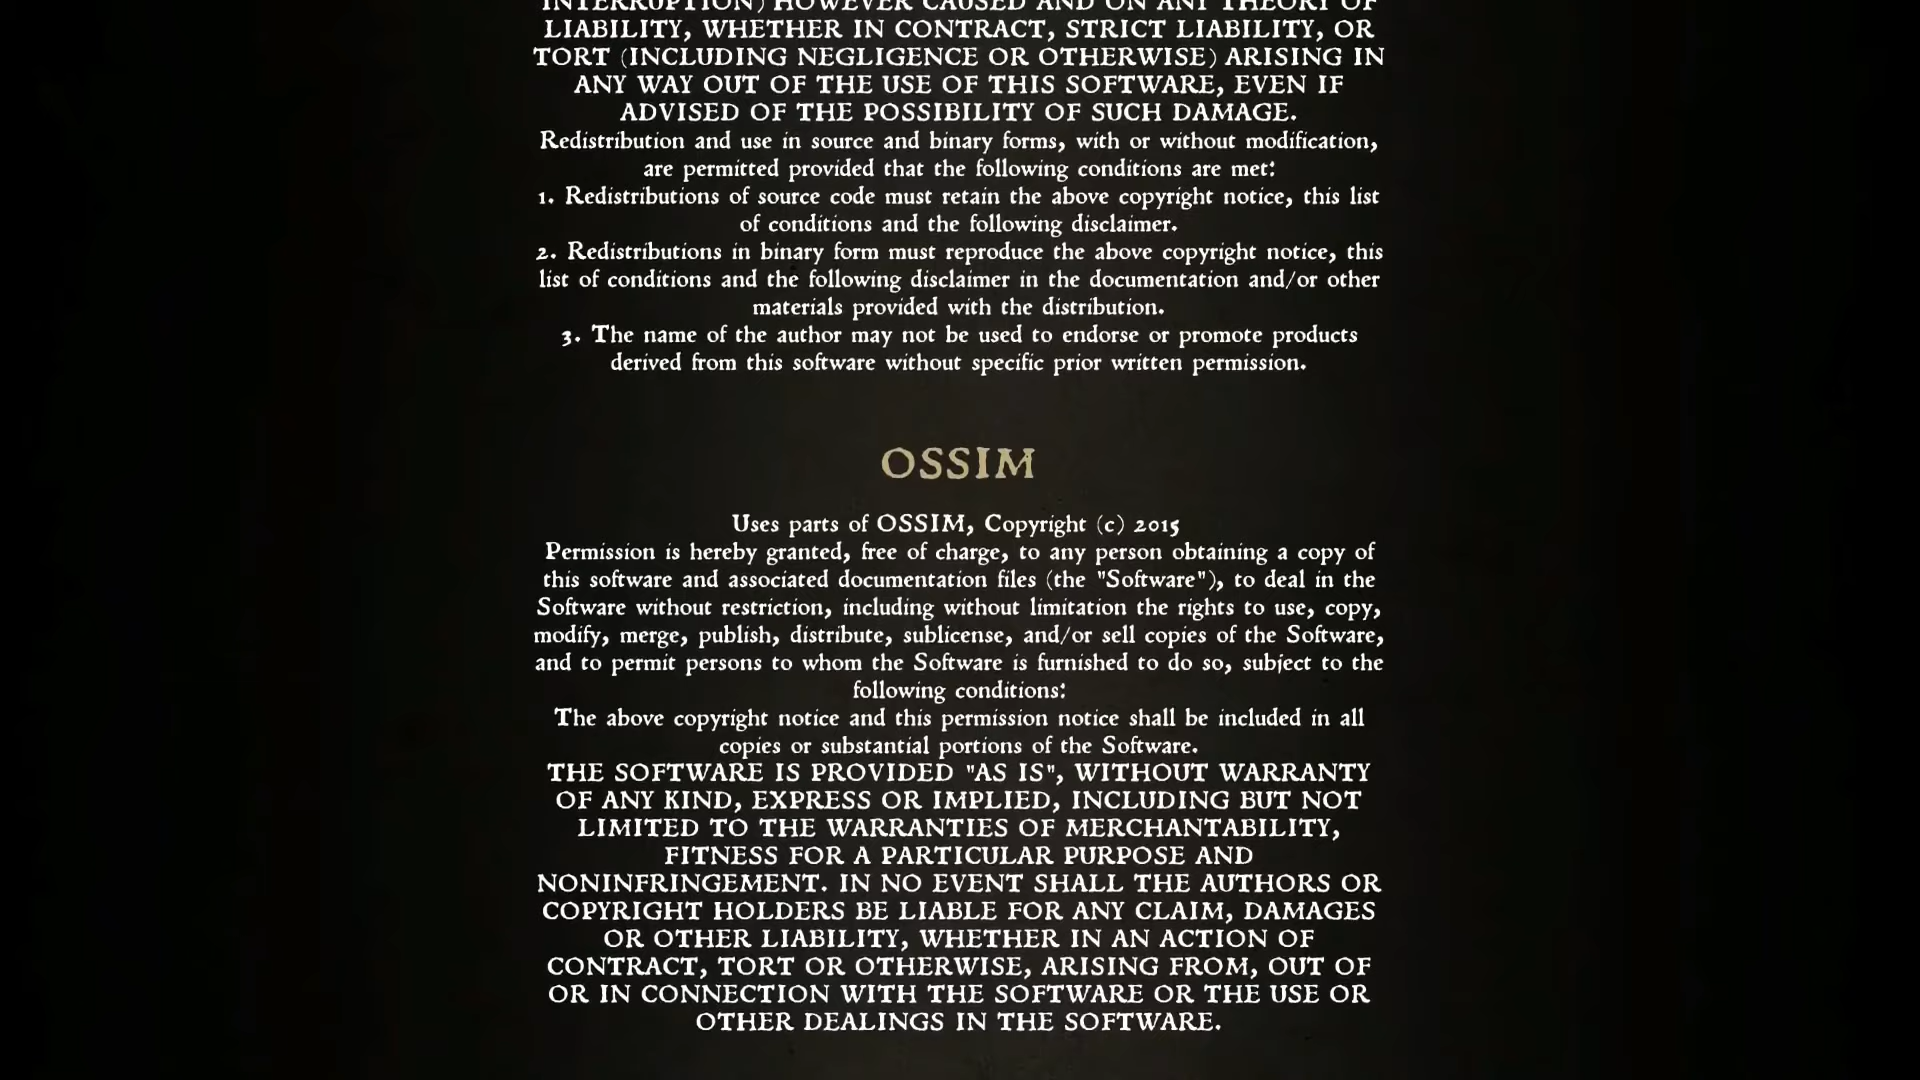 INTERRUPTION) HOWEVER CAUSED AND ON ANY THEORY OF
LIABILITY, WHETHER IN CONTRACT, STRICT LIABILITY, OR
TORT (INCLUDING NEGLIGENCE OR OTHERWISE) ARISING IN
ANY WAY OUT OF THE USE OF THIS SOFTWARE, EVEN IF
ADVISED OF THE POSSIBILITY OF SUCH DAMAGE.
Redistribution and use in source and binary forms, with or without modification,
are permitted provided that the following conditions are met:
1. Redistributions of source code must retain the above copyright notice, this list
of conditions and the following disclaimer.
2. Redistributions in binary form must reproduce the above copyright notice, this
list of conditions and the following disclaimer in the documentation and/or other
materials provided with the distribution.
3. The name of the author may not be used to endorse or promote products
derived from this software without specific prior written permission.
OSSIM
Uses parts of OSSIM, Copyright (c) 2015
Permission is hereby granted, free of charge, to any person obtaining a copy of
this software and associated documentation files (the "Software"), to deal in the
Software without restriction, including without limitation the rights to use, copy,
modify, merge, publish, distribute, sublicense, and/or sell copies of the Software,
and to permit persons to whom the Software is furnished to do so, subject to the
following conditions:
The above copyright notice and this permission notice shall be included in all
copies or substantial portions of the Software.
THE SOFTWARE IS PROVIDED "AS IS", WITHOUT WARRANTY
OF ANY KIND, EXPRESS OR IMPLIED, INCLUDING BUT NOT
LIMITED TO THE WARRANTIES OF MERCHANTABILITY,
FITNESS FOR A PARTICULAR PURPOSE AND
NONINFRINGEMENT. IN NO EVENT SHALL THE AUTHORS OR
COPYRIGHT HOLDERS BE LIABLE FOR ANY CLAIM, DAMAGES
OR OTHER LIABILITY, WHETHER IN AN ACTION OF
CONTRACT, TORT OR OTHERWISE, ARISING FROM, OUT OF
OR IN CONNECTION WITH THE SOFTWARE OR THE USE OR
OTHER DEALINGS IN THE SOFTWARE.